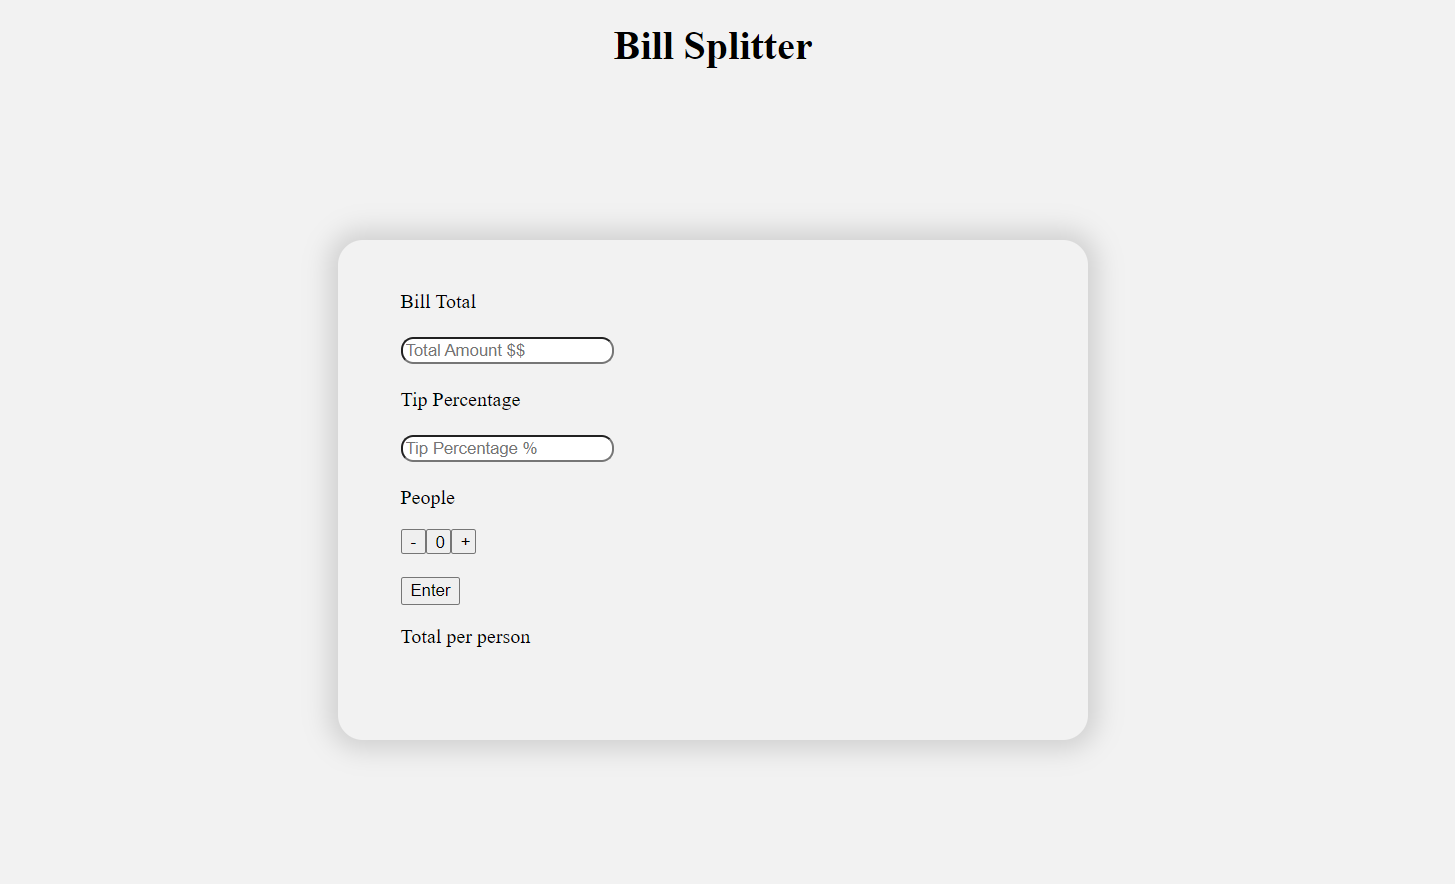 Bill Splitter
Bill Total
Total Amount $$
Tip Percentage
Tip Percentage %
People
- 0 +
Enter
Total per person